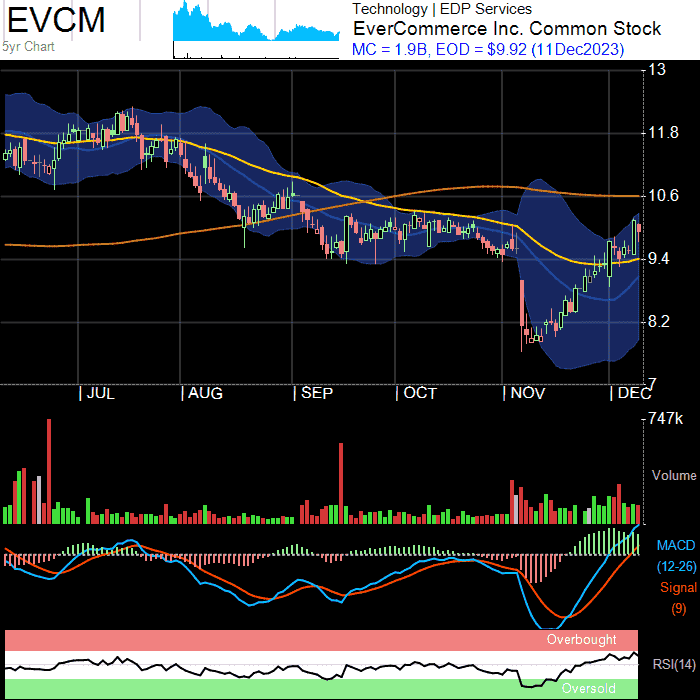 EVCM
5yr Chart
Technology | EDP Services
EverCommerce Inc. Common Stock
MC = 1.9B, EOD = $9.92 (11Dec2023)
13
11.8
10.6
9.4
8.2
7
JUL
AUG
SEP
OCT
NOV
DEC
747k
Volume
MACD
(12-26)
Signal
(9)
Overbought
RSI(14)
Oversold